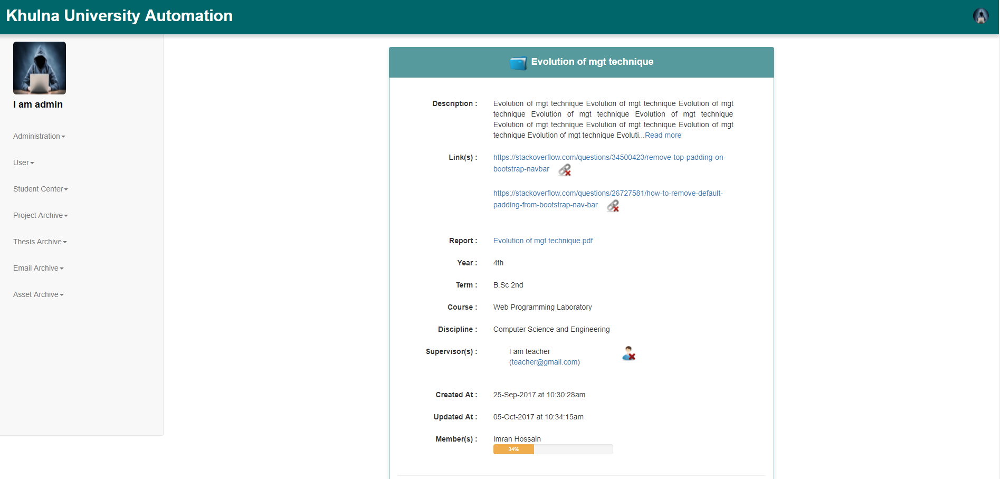 Khulna University Automation
I am admin
Administration
User
Student Center
Project Archive
Thesis Archive
Email Archive
Asset Archive
Evolution of mgt technique
Description :
Evolution of mgt technique Evolution of mgt technique Evolution of mgt
technique Evolution of mgt technique Evolution of mgt technique
Evolution of mgt technique Evolution of mgt technique Evolution of mgt
technique Evolution of mgt technique Evoluti...Read more
Link(s) :
https://stackoverflow.com/questions/34500423/remove-top-padding-on-
bootstrap-navbar
https://stackoverflow.com/questions/26727581/how-to-remove-default-
padding-from-bootstrap-nav-bar
Report : Evolution of mgt technique.pdf
Year : 4th
Term : B.Sc 2nd
Course : Web Programming Laboratory
Discipline : Computer Science and Engineering
Supervisor(s) : I am teacher
(teacher@gmail.com)
Created At : 25-Sep-2017 at 10:30:28am
Updated At : 05-Oct-2017 at 10:34:15am
Member(s) : Imran Hossain
34%